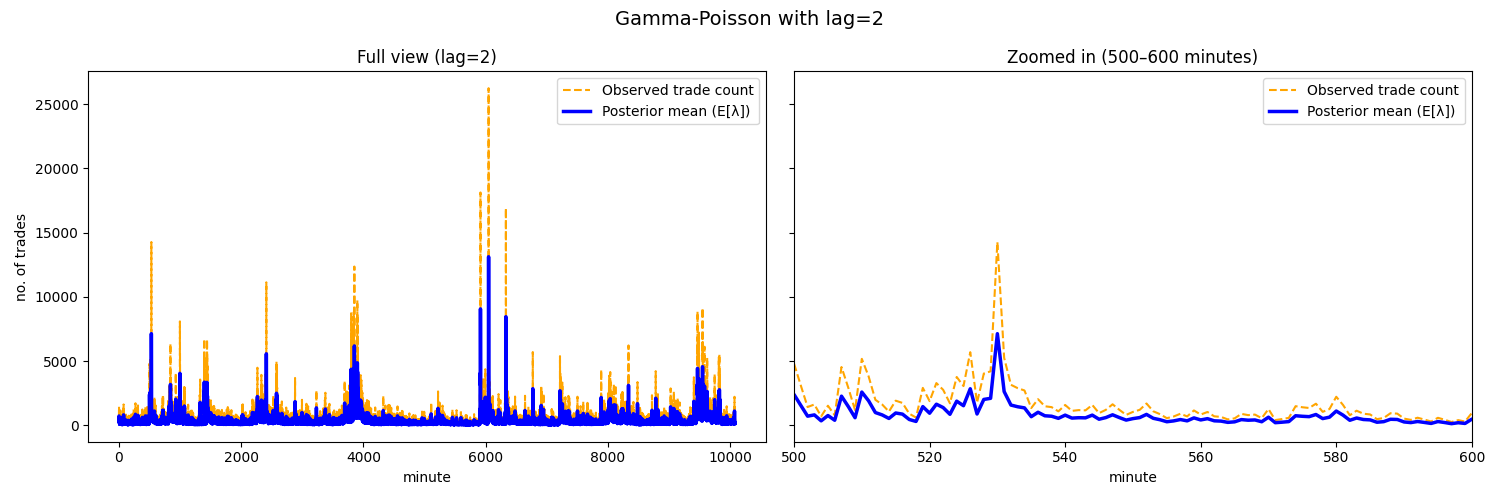 Gamma-Poisson with lag=2
Full view (lag=2)
no. of trades
25000
20000
15000
10000
5000
0
Observed trade count
Posterior mean (E[λ])
0 2000 4000 6000 8000 10000
minute
Zoomed in (500–600 minutes)
Observed trade count
Posterior mean (E[λ])
500 520 540 560 580 600
minute